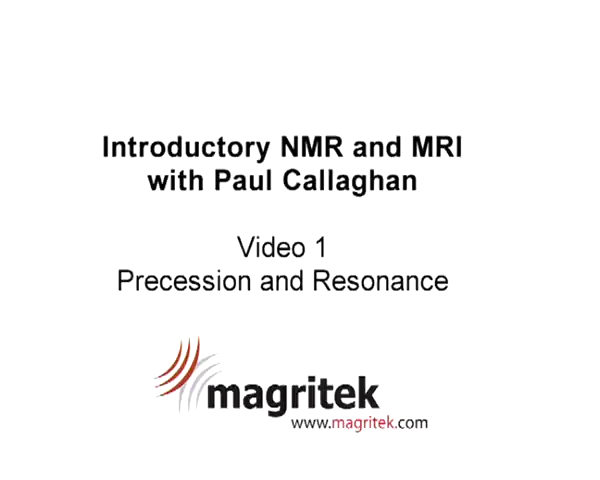 Introductory NMR and MRI
with Paul Callaghan
Video 1
Precession and Resonance
magritek
www.magritek.com